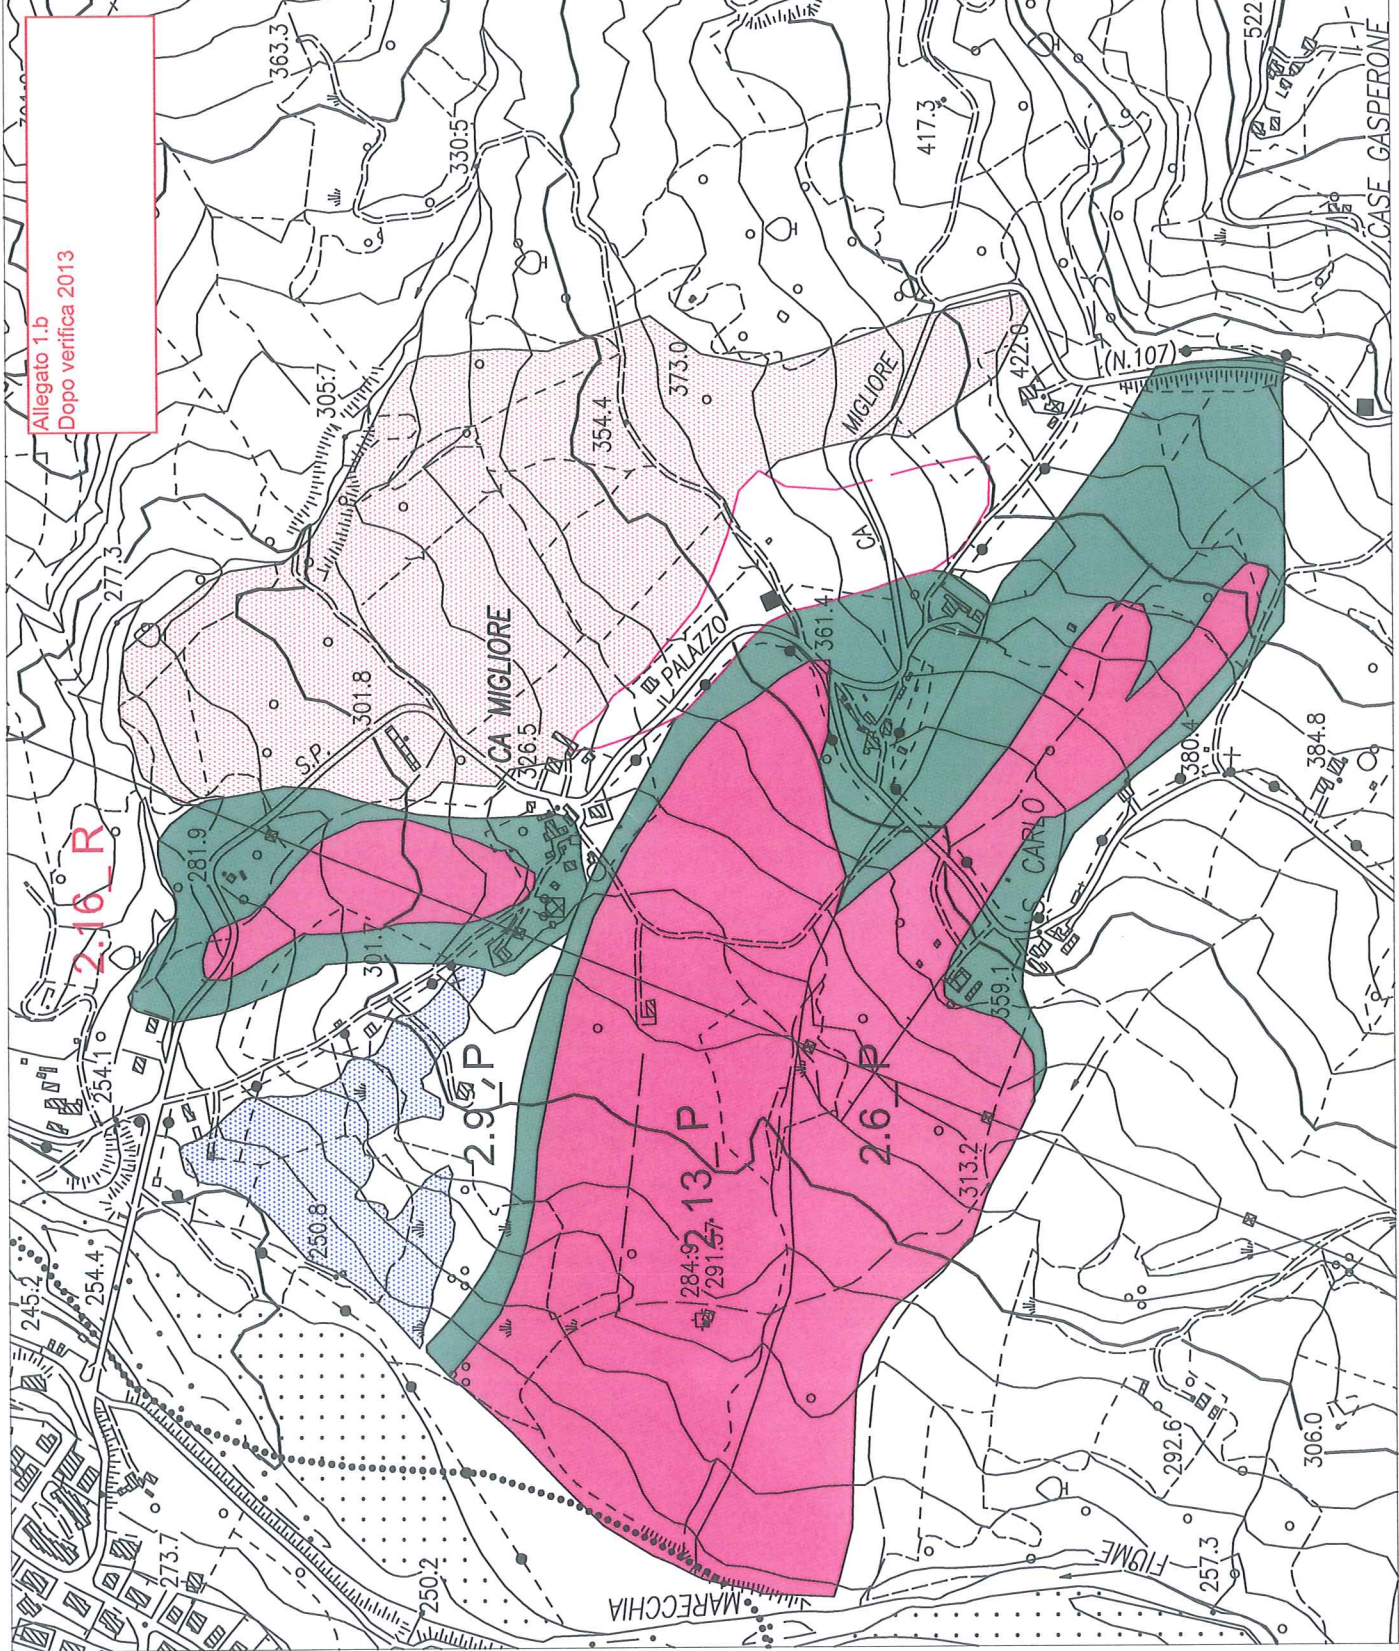 Allegato 1.b
Dopo verifica 2013
363.3
330.5
305.7
277.3
417.3
522
CASE GASPERONE
373.0
354.4
422.0
(N.107)
CA MIGLIORE
CA MIGLIORE
PALAZZO
361.4
326.5
301.8
S.P.
281.9
2.16_R
301.7
254.1
2.9_P
250.8
254.4
245.2
2.13_P
284.9
2.6_P
313.2
359.1
S. CARLO
380.4
384.8
292.6
306.0
257.3
FIUME
MARECCHIA
250.2
273.7